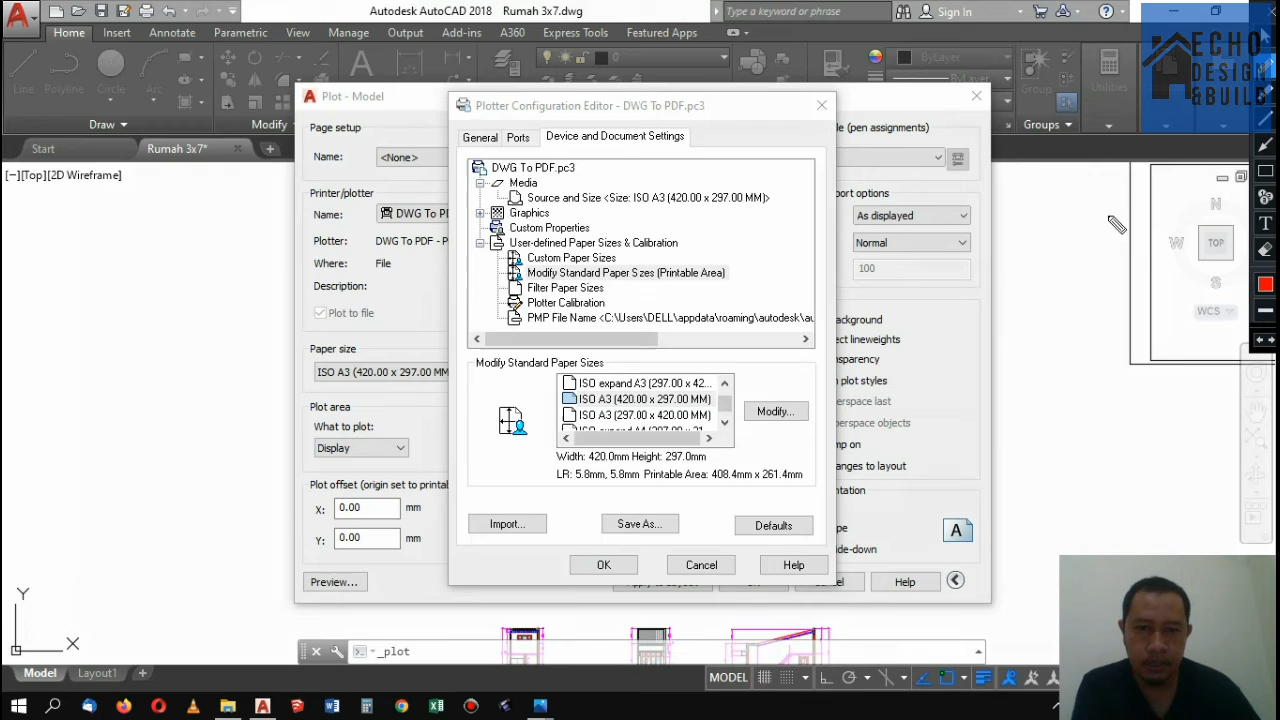 Autodesk AutoCAD 2018 Rumah 3x7.dwg
Type a keyword or phrase
Sign In
Home Insert Annotate Parametric View Manage Output Add-ins A360 Express Tools Featured Apps
ECHO
DESIGN
&BUILD
Line Polyline Circle Arc
0
ByLayer
ByLayer
Group
Utilities
Draw
Modify
Groups
Start
Rumah 3x7*
[−][Top][2D Wireframe]
Plot - Model
Page setup
Name:
<None>
Printer/plotter
Name:
Plotter:
Where:
File
Description:
Plot to file
Paper size
ISO A3 (420.00 x 297.00 MM
Plot area
What to plot:
Display
Plot offset (origin set to printal
X:
0.00
mm
Y:
0.00
mm
Preview...
Plotter Configuration Editor - DWG To PDF.pc3
General
Ports
Device and Document Settings
DWG To PDF.pc3
Media
Source and Size <Size: ISO A3 (420.00 x 297.00 MM)>
Graphics
Custom Properties
User-defined Paper Sizes & Calibration
Custom Paper Sizes
Modify Standard Paper Sizes (Printable Area)
Filter Paper Sizes
Plotter Calibration
PMP File Name <C:\Users\DELL\appdata\roaming\autodesk\au
Modify Standard Paper Sizes
ISO expand A3 (297.00 x 42...
ISO A3 (420.00 x 297.00 MM)
ISO A3 (297.00 x 420.00 MM)
Modify...
Width: 420.0mm Height: 297.0mm
LR: 5.8mm, 5.8mm Printable Area: 408.4mm x 261.4mm
Import...
Save As...
Defaults
OK
Cancel
Help
le (pen assignments)
port options
As displayed
Normal
100
ackground
ct lineweights
sparency
plot styles
perspace last
perspace objects
mp on
anges to layout
ntation
pe
A
Help
N
W
TOP
S
WCS
T
Y
X
_plot
Model
Layout1
MODEL